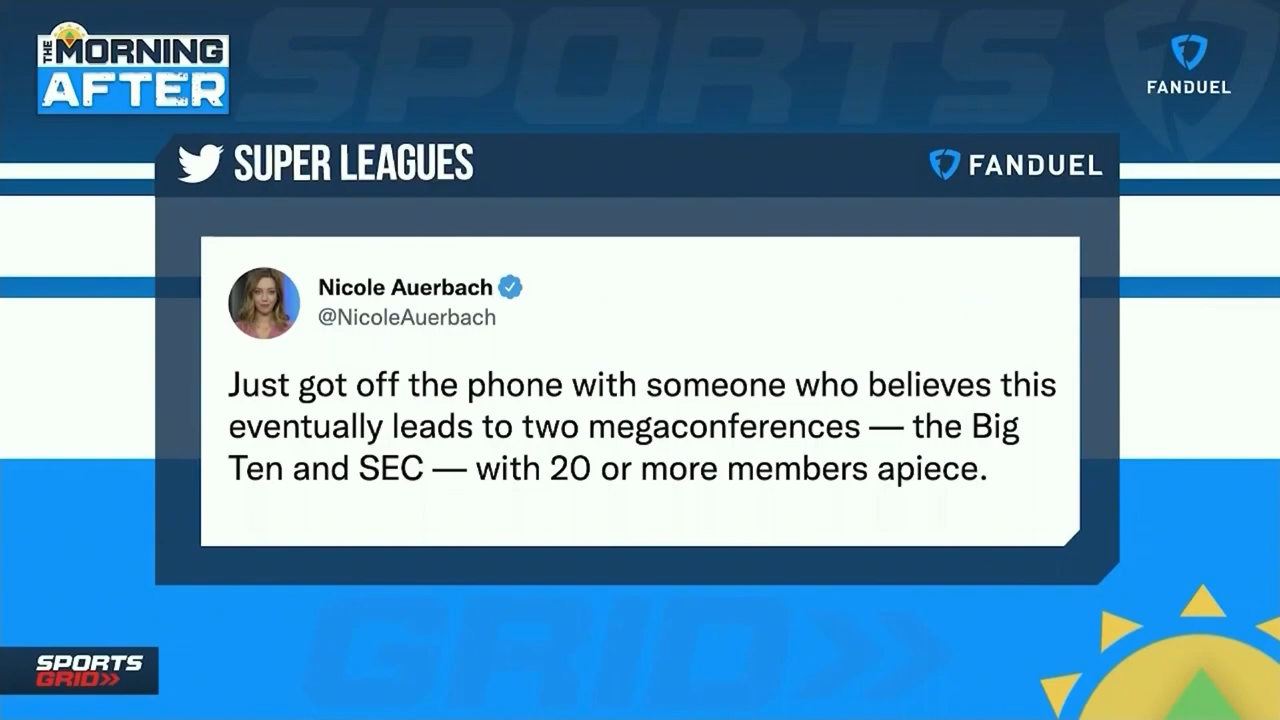 THE MORNING
AFTER
SPORTS
FANDUEL
SUPER LEAGUES
FANDUEL
Nicole Auerbach
@NicoleAuerbach
Just got off the phone with someone who believes this
eventually leads to two megaconferences — the Big
Ten and SEC — with 20 or more members apiece.
GRID»
SPORTS
GRID»